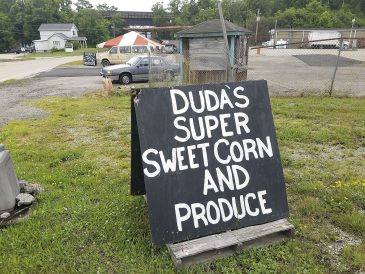 DUDA'S
SUPER
SWEET CORN
AND
PRODUCE